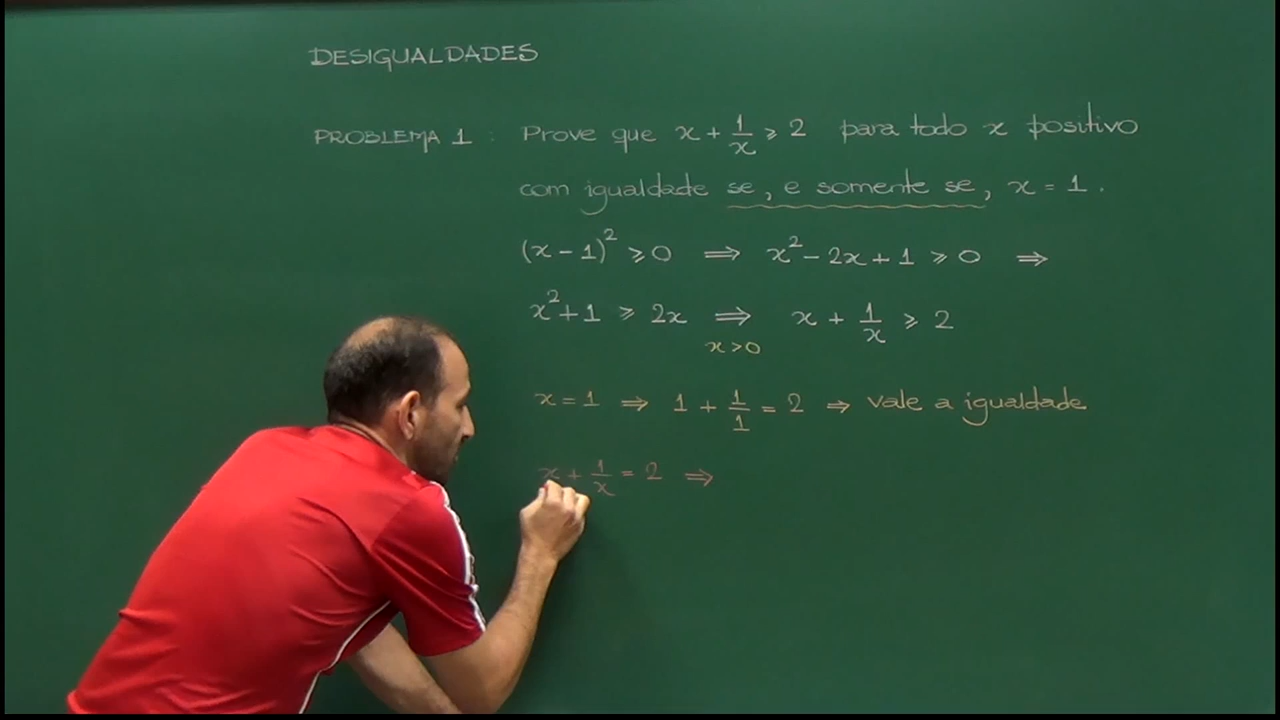 DESIGUALDADES
PROBLEMA 1 : Prove que x + 1/x ≥ 2 para todo x positivo
com igualdade se, e somente se, x = 1.
(x - 1)² ≥ 0 ⇒ x² - 2x + 1 ≥ 0 ⇒
x² + 1 ≥ 2x ⇒ x + 1/x ≥ 2
x > 0
x = 1 ⇒ 1 + 1/1 = 2 ⇒ vale a igualdade
x + 1/x = 2 ⇒